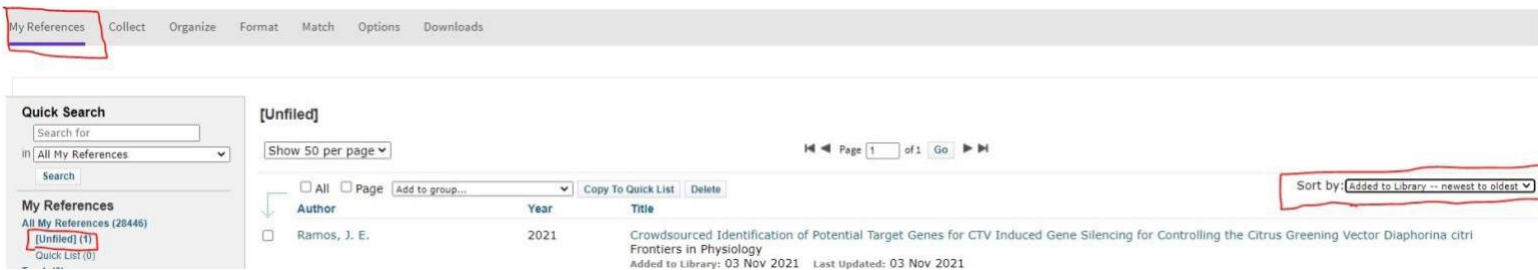 My References Collect Organize Format Match Options Downloads
Quick Search
Search for
in All My References
Search
My References
All My References (28446)
[Unfiled] (1)
Quick List (0)
[Unfiled]
Show 50 per page
Page 1 of 1 Go
All Page Add to group... Copy To Quick List Delete
Sort by: Added to Library -- newest to oldest
Author Year Title
Ramos, J. E. 2021 Crowdsourced Identification of Potential Target Genes for CTV Induced Gene Silencing for Controlling the Citrus Greening Vector Diaphorina citri
Frontiers in Physiology
Added to Library: 03 Nov 2021 Last Updated: 03 Nov 2021